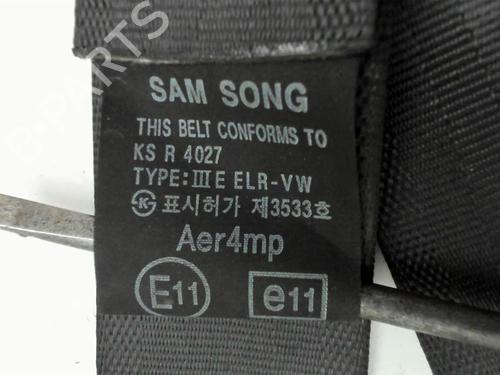 SAM SONG
THIS BELT CONFORMS TO
KS R 4027
TYPE: ⅢE ELR-VW
㉿ 표시허가 제3533호
Aer4mp
E11 e11
B-PARTS